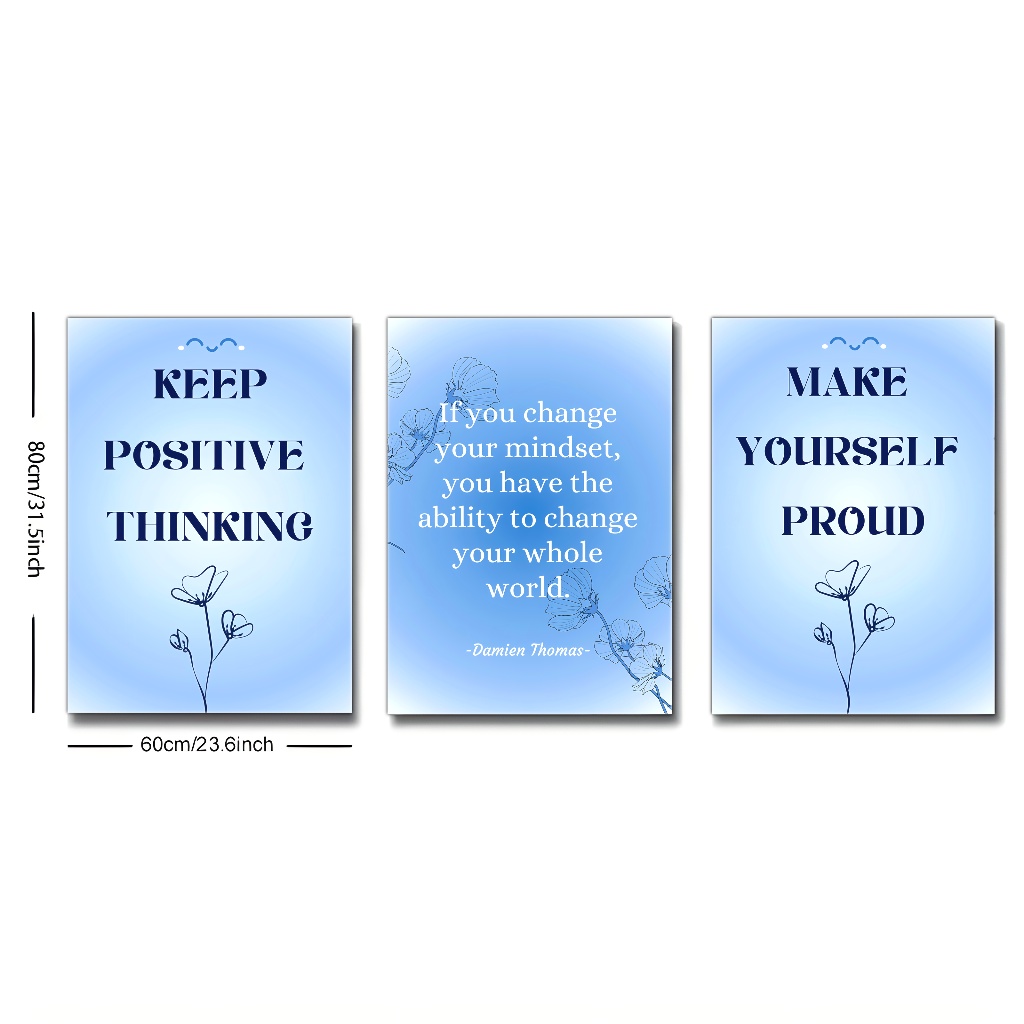 KEEP
POSITIVE
THINKING
If you change
your mindset,
you have the
ability to change
your whole
world.
-Damien Thomas-
MAKE
YOURSELF
PROUD
80cm/31.5inch
60cm/23.6inch